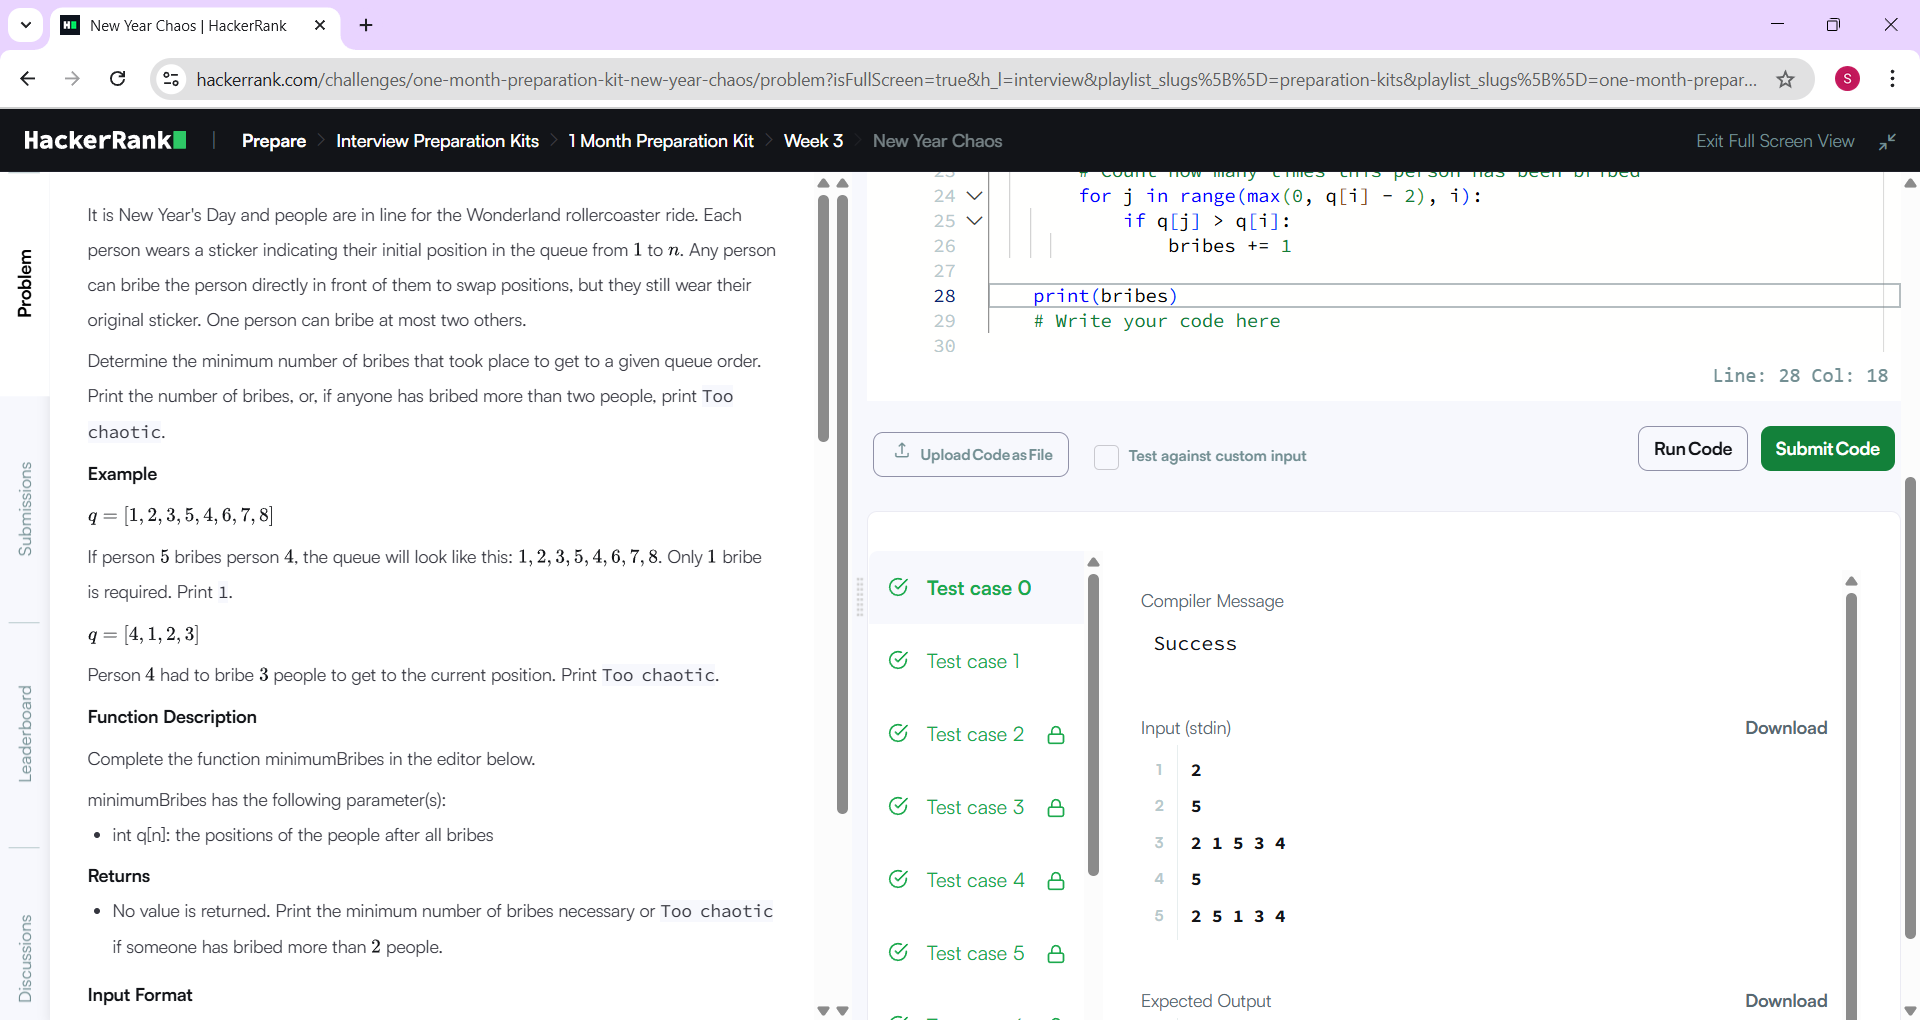 New Year Chaos | HackerRank
hackerrank.com/challenges/one-month-preparation-kit-new-year-chaos/problem?isFullScreen=true&h_l=interview&playlist_slugs%5B%5D=preparation-kits&playlist_slugs%5B%5D=one-month-prepar...
S
HackerRank
Prepare
Interview Preparation Kits
1 Month Preparation Kit
Week 3
New Year Chaos
Exit Full Screen View
Problem
Submissions
Leaderboard
Discussions
It is New Year's Day and people are in line for the Wonderland rollercoaster ride. Each
person wears a sticker indicating their initial position in the queue from 1 to n. Any person
can bribe the person directly in front of them to swap positions, but they still wear their
original sticker. One person can bribe at most two others.
Determine the minimum number of bribes that took place to get to a given queue order.
Print the number of bribes, or, if anyone has bribed more than two people, print Too
chaotic.
Example
q = [1, 2, 3, 5, 4, 6, 7, 8]
If person 5 bribes person 4, the queue will look like this: 1, 2, 3, 5, 4, 6, 7, 8. Only 1 bribe
is required. Print 1.
q = [4, 1, 2, 3]
Person 4 had to bribe 3 people to get to the current position. Print Too chaotic.
Function Description
Complete the function minimumBribes in the editor below.
minimumBribes has the following parameter(s):
• int q[n]: the positions of the people after all bribes
Returns
• No value is returned. Print the minimum number of bribes necessary or Too chaotic
if someone has bribed more than 2 people.
Input Format
23 # Count how many times this person has been bribed
24 for j in range(max(0, q[i] - 2), i):
25 if q[j] > q[i]:
26 bribes += 1
27
28 print(bribes)
29 # Write your code here
30
Line: 28 Col: 18
Upload Code as File
Test against custom input
Run Code
Submit Code
Test case 0
Test case 1
Test case 2
Test case 3
Test case 4
Test case 5
Compiler Message
Success
Input (stdin)
Download
1 2
2 5
3 2 1 5 3 4
4 5
5 2 5 1 3 4
Expected Output
Download